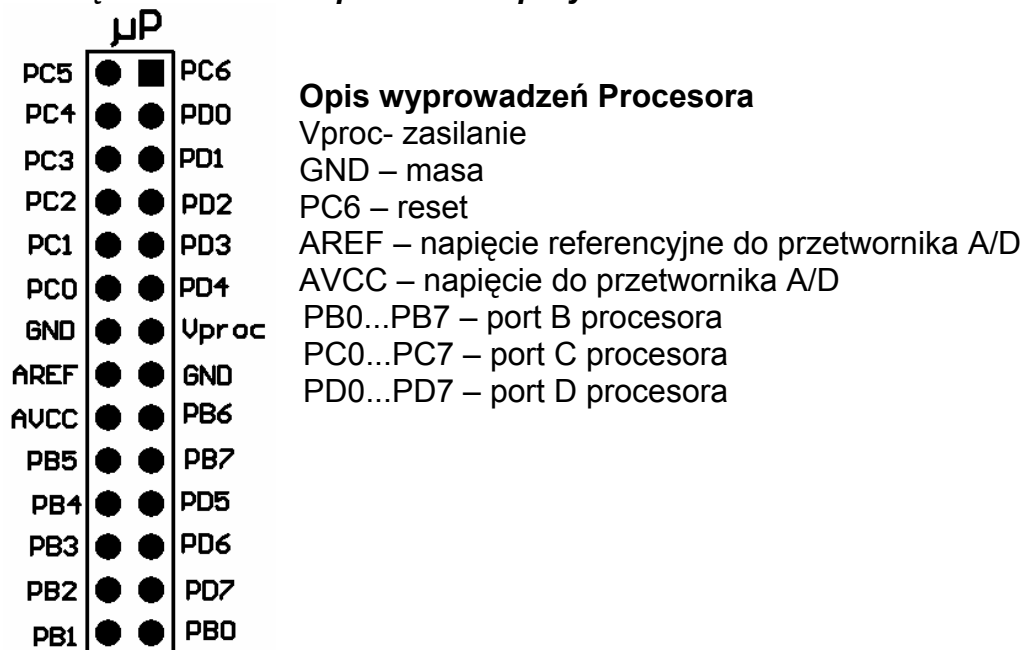 µP
PC5 PC6
PC4 PD0
PC3 PD1
PC2 PD2
PC1 PD3
PC0 PD4
GND Vproc
AREF GND
AVCC PB6
PB5 PB7
PB4 PD5
PB3 PD6
PB2 PD7
PB1 PB0
Opis wyprowadzeń Procesora
Vproc- zasilanie
GND – masa
PC6 – reset
AREF – napięcie referencyjne do przetwornika A/D
AVCC – napięcie do przetwornika A/D
PB0...PB7 – port B procesora
PC0...PC7 – port C procesora
PD0...PD7 – port D procesora